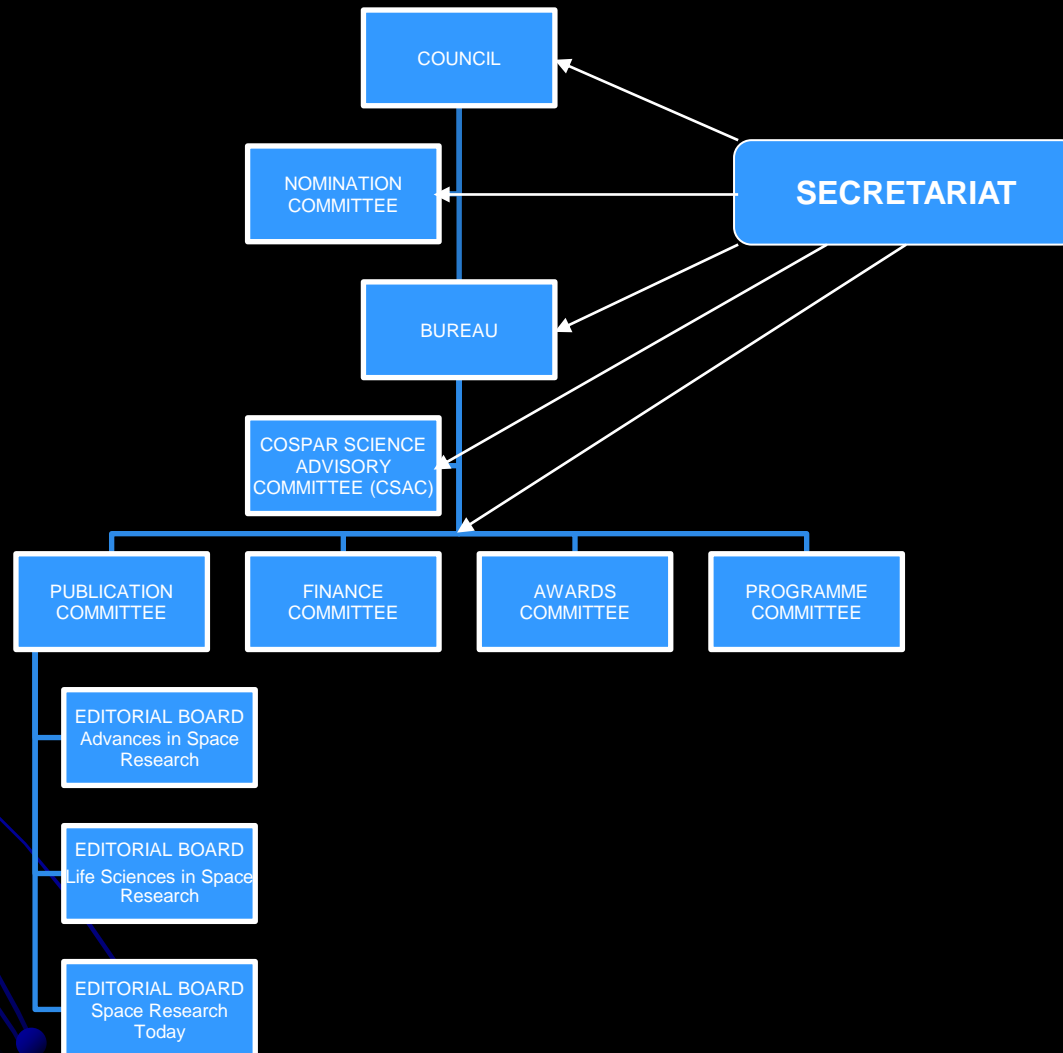 COUNCIL
SECRETARIAT
NOMINATION
COMMITTEE
BUREAU
COSPAR SCIENCE
ADVISORY
COMMITTEE (CSAC)
PUBLICATION
COMMITTEE
FINANCE
COMMITTEE
AWARDS
COMMITTEE
PROGRAMME
COMMITTEE
EDITORIAL BOARD
Advances in Space
Research
EDITORIAL BOARD
Life Sciences in Space
Research
EDITORIAL BOARD
Space Research
Today